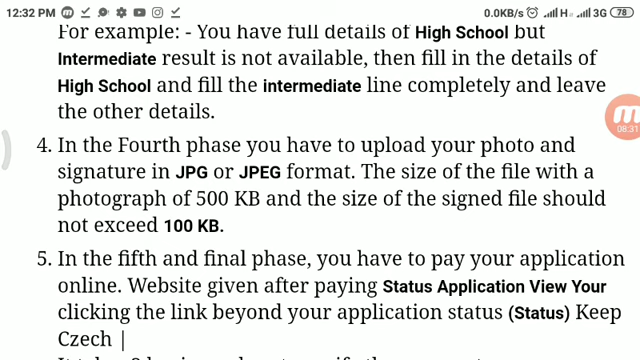 12:32 PM
0.0KB/s
H
3G
78
For example: - You have full details of High School but
Intermediate result is not available, then fill in the details of
High School and fill the intermediate line completely and leave
the other details.
08:31
4. In the Fourth phase you have to upload your photo and
signature in JPG or JPEG format. The size of the file with a
photograph of 500 KB and the size of the signed file should
not exceed 100 KB.
5. In the fifth and final phase, you have to pay your application
online. Website given after paying Status Application View Your
clicking the link beyond your application status (Status) Keep
Czech |